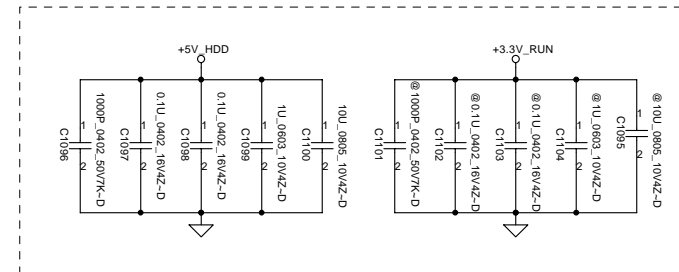 +5V_HDD
1
2
C1096
1000P_0402_50V7K~D
1
2
C1097
0.1U_0402_16V4Z~D
1
2
C1098
0.1U_0402_16V4Z~D
1
2
C1099
1U_0603_10V4Z~D
1
2
C1100
10U_0805_10V4Z~D
+3.3V_RUN
1
2
C1101
@1000P_0402_50V7K~D
1
2
C1102
@0.1U_0402_16V4Z~D
1
2
C1103
@0.1U_0402_16V4Z~D
1
2
C1104
@1U_0603_10V4Z~D
1
2
C1095
@10U_0805_10V4Z~D